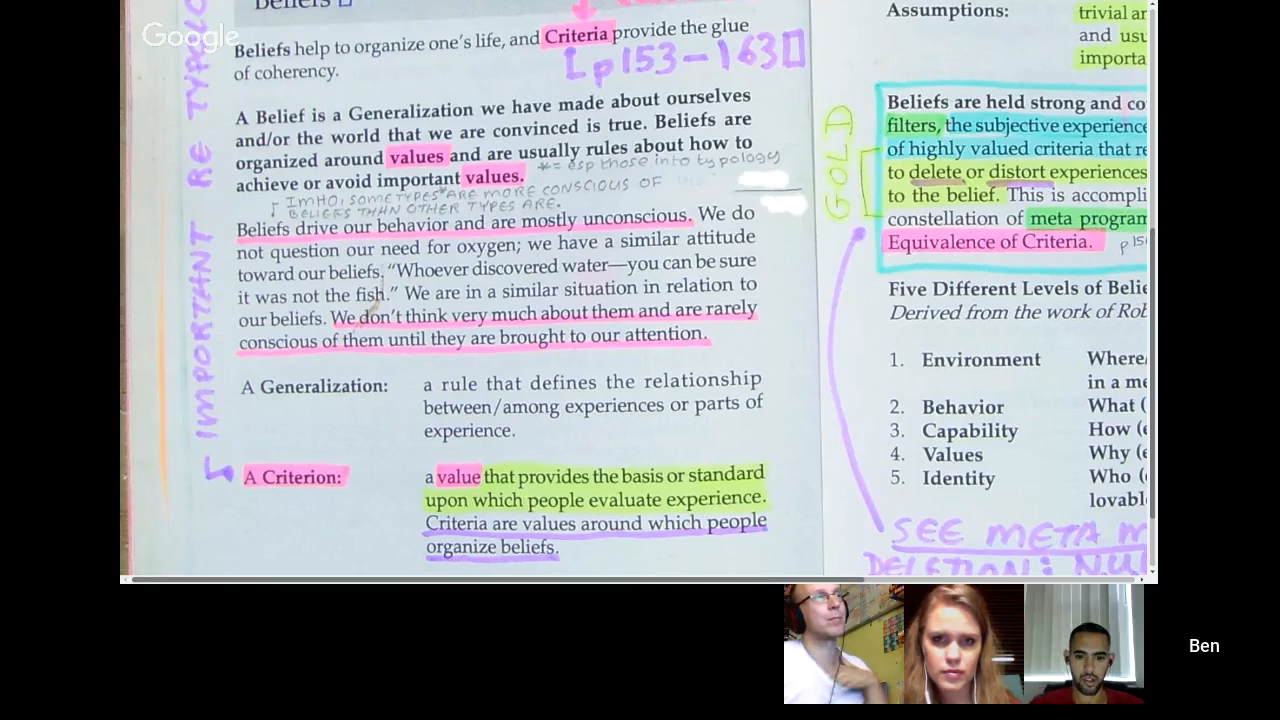 Google
Beliefs
Beliefs help to organize one's life, and Criteria provide the glue
of coherency.
p153-163
A Belief is a Generalization we have made about ourselves
and/or the world that we are convinced is true. Beliefs are
organized around values and are usually rules about how to
achieve or avoid important values.
*= esp those into typology
IMHO, SOME TYPES* ARE MORE CONSCIOUS OF
BELIEFS THAN OTHER TYPES ARE.
Beliefs drive our behavior and are mostly unconscious. We do
not question our need for oxygen; we have a similar attitude
toward our beliefs. "Whoever discovered water—you can be sure
it was not the fish." We are in a similar situation in relation to
our beliefs. We don't think very much about them and are rarely
conscious of them until they are brought to our attention.
A Generalization: a rule that defines the relationship
between/among experiences or parts of
experience.
A Criterion: a value that provides the basis or standard
upon which people evaluate experience.
Criteria are values around which people
organize beliefs.
IMPORTANT RE TYPOLO
Assumptions: trivial ar
and usu
importa
GOLD
Beliefs are held strong and co
filters, the subjective experience
of highly valued criteria that re
to delete or distort experiences
to the belief. This is accompli
constellation of meta program
Equivalence of Criteria. p15
Five Different Levels of Belie
Derived from the work of Rob
1. Environment Where/
in a me
2. Behavior What (
3. Capability How (e
4. Values Why (e
5. Identity Who (
lovabl
SEE META M
DELETION: NU
Ben